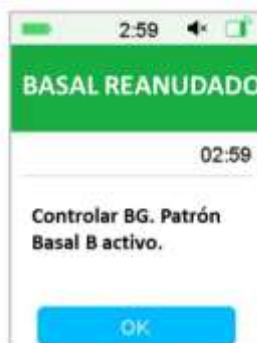 2:59
BASAL REANUDADO
02:59
Controlar BG. Patrón
Basal B activo.
OK